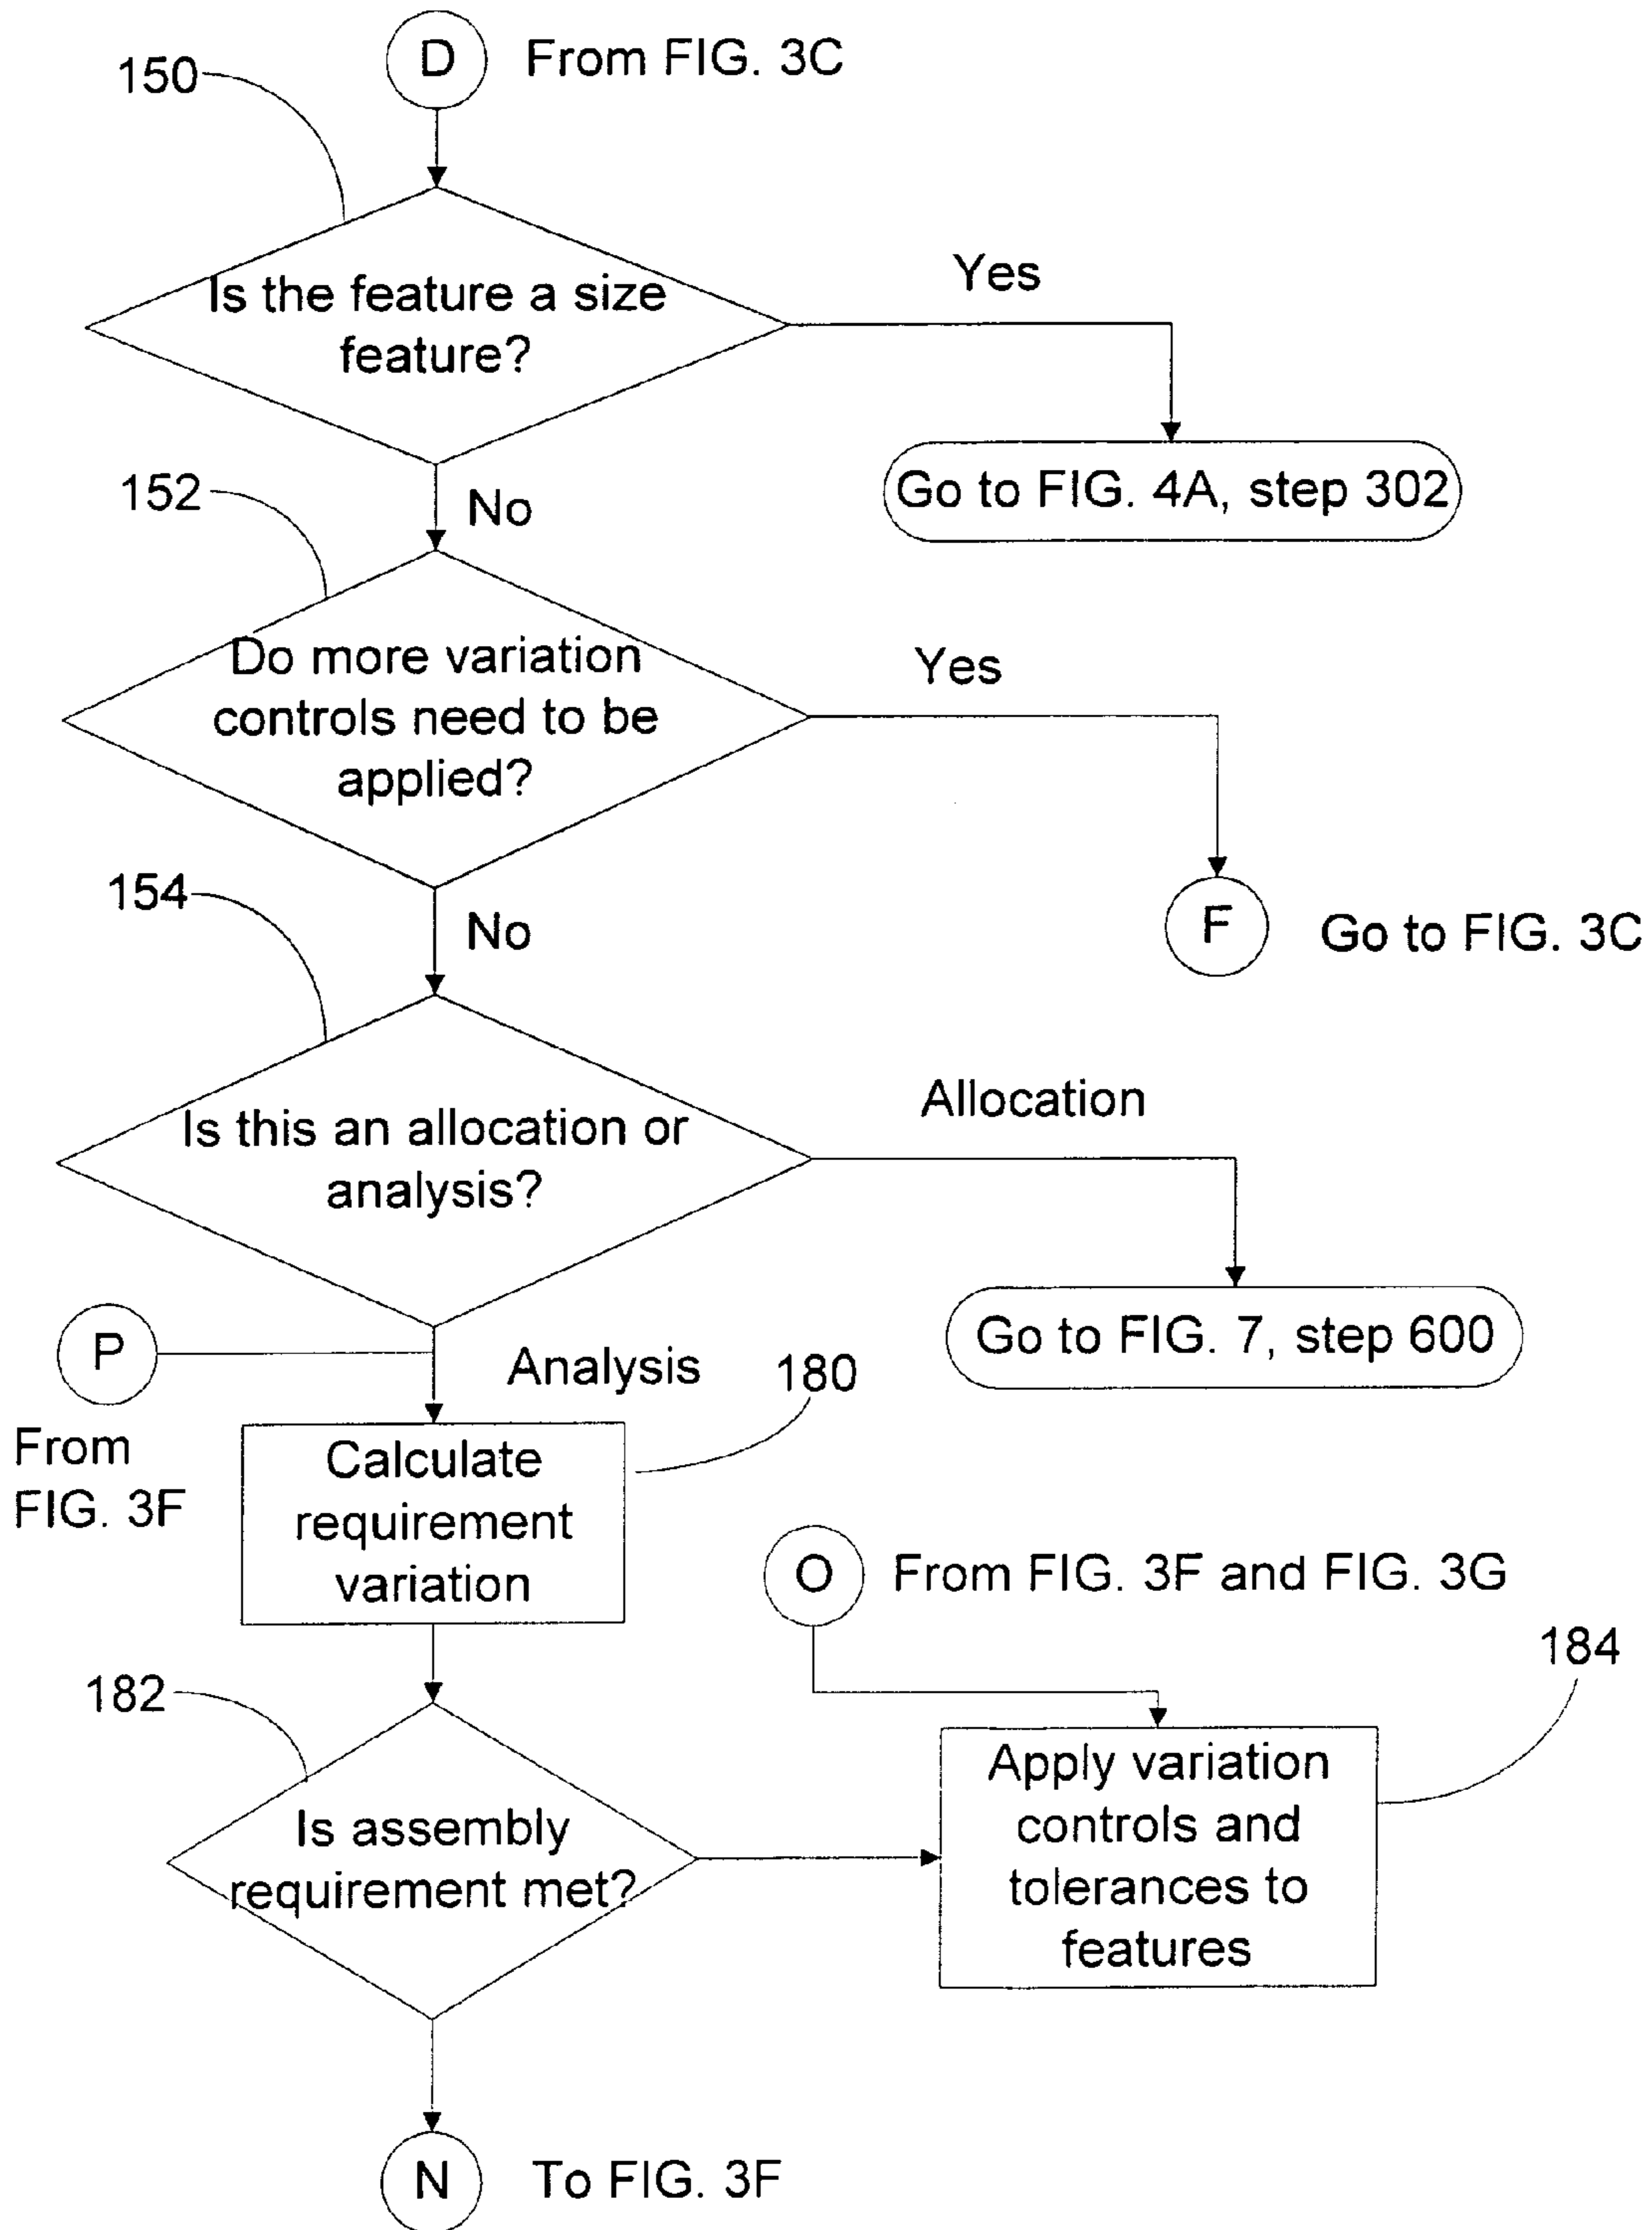 D
From FIG. 3C
150
Is the feature a size
feature?
Yes
Go to FIG. 4A, step 302
No
152
Do more variation
controls need to be
applied?
Yes
F
Go to FIG. 3C
No
154
Is this an allocation or
analysis?
Allocation
Go to FIG. 7, step 600
P
From
FIG. 3F
Analysis
180
Calculate
requirement
variation
O
From FIG. 3F and FIG. 3G
184
182
Is assembly
requirement met?
Apply variation
controls and
tolerances to
features
N
To FIG. 3F